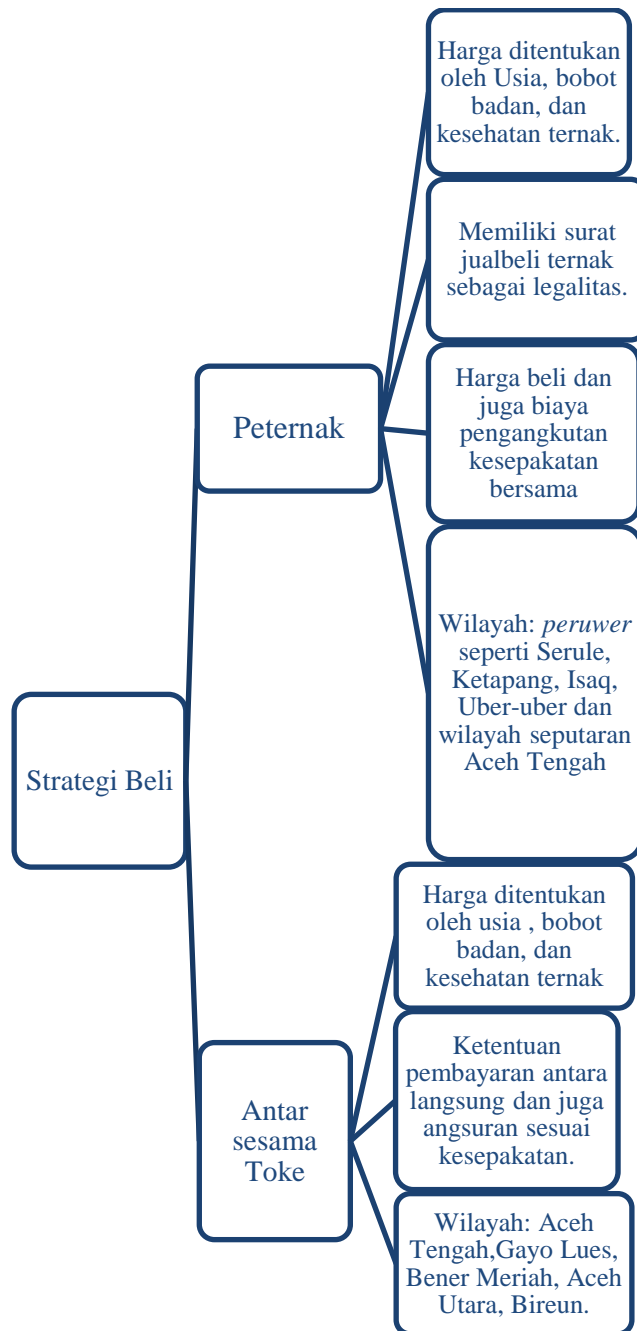 Harga ditentukan
oleh Usia, bobot
badan, dan
kesehatan ternak.
Memiliki surat
jualbeli ternak
sebagai legalitas.
Peternak
Harga beli dan
juga biaya
pengangkutan
kesepakatan
bersama
Wilayah: peruwer
seperti Serule,
Ketapang, Isaq,
Uber-uber dan
wilayah seputaran
Aceh Tengah
Strategi Beli
Harga ditentukan
oleh usia , bobot
badan, dan
kesehatan ternak
Antar
sesama
Toke
Ketentuan
pembayaran antara
langsung dan juga
angsuran sesuai
kesepakatan.
Wilayah: Aceh
Tengah,Gayo Lues,
Bener Meriah, Aceh
Utara, Bireun.